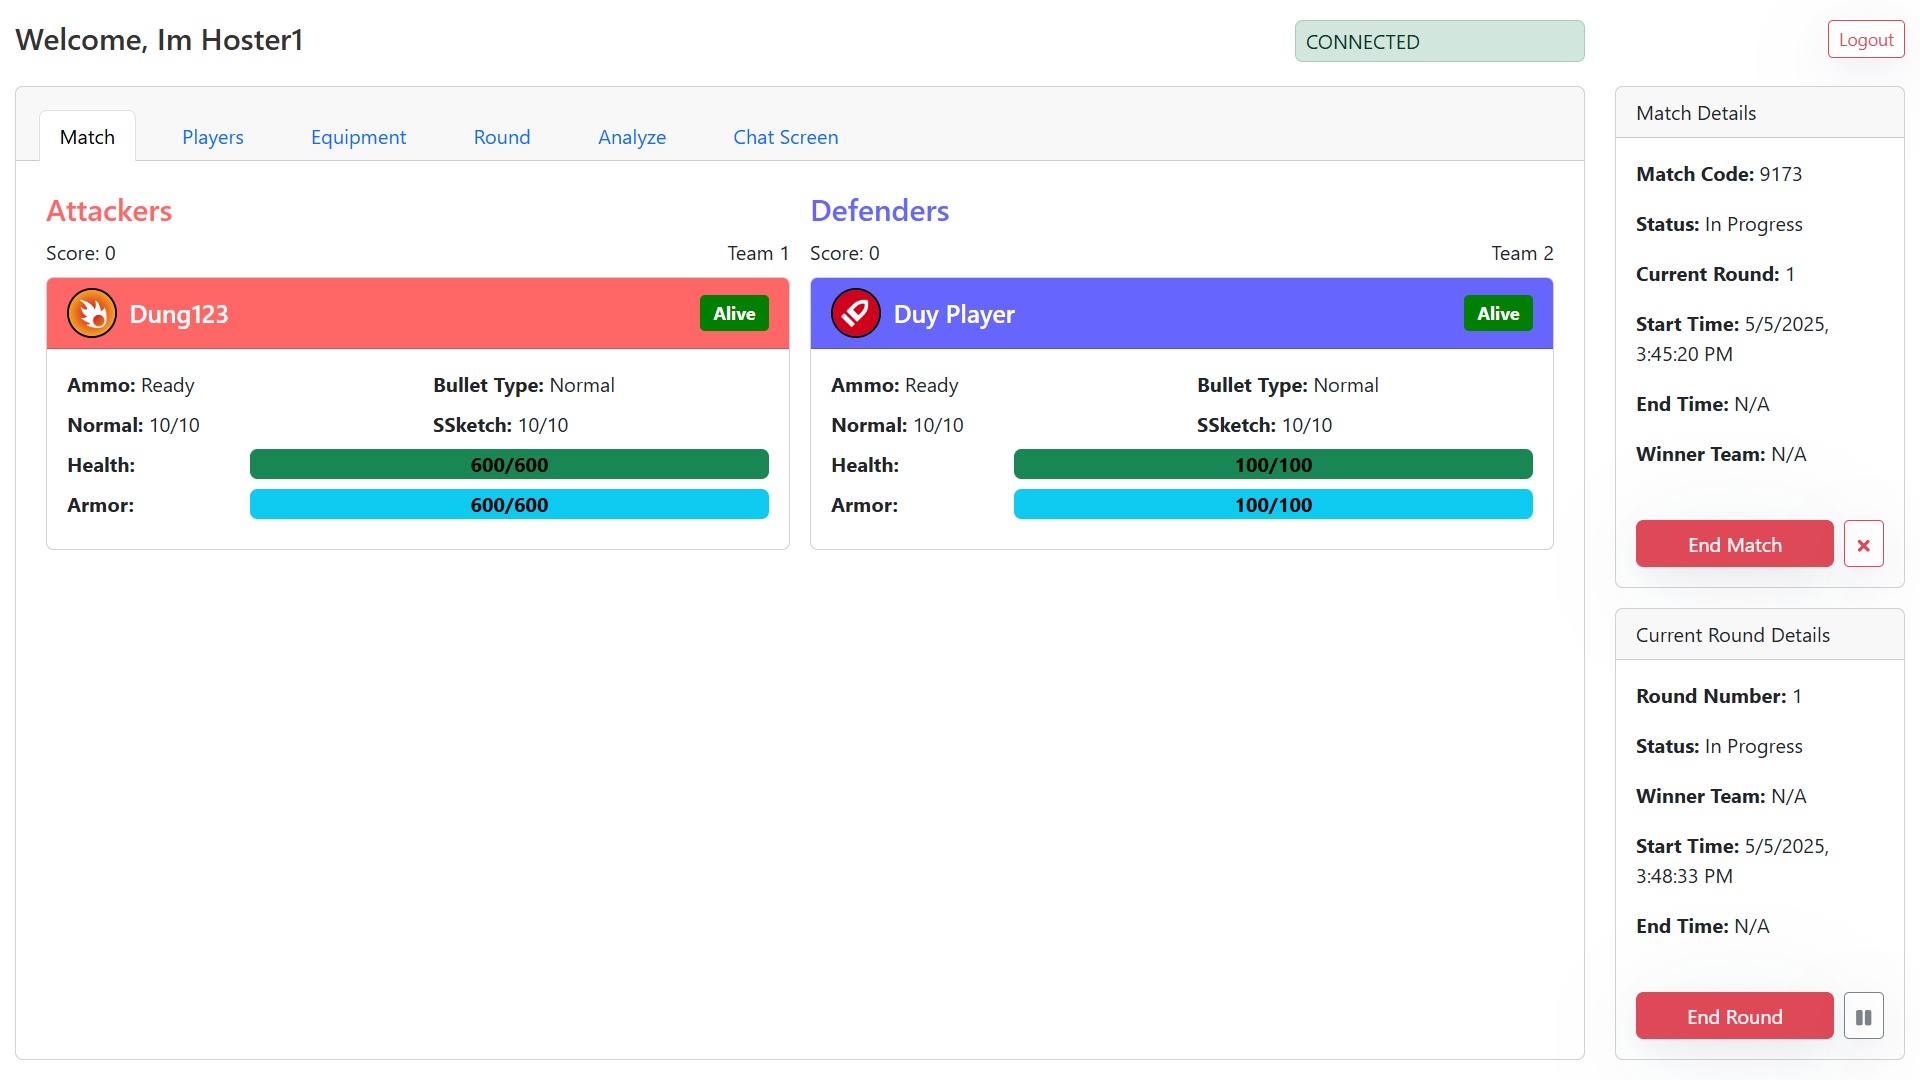 Welcome, Im Hoster1
CONNECTED
Logout
Match
Players
Equipment
Round
Analyze
Chat Screen
Attackers
Score: 0
Team 1
Dung123
Alive
Ammo: Ready
Bullet Type: Normal
Normal: 10/10
SSketch: 10/10
Health:
600/600
Armor:
600/600
Defenders
Score: 0
Team 2
Duy Player
Alive
Ammo: Ready
Bullet Type: Normal
Normal: 10/10
SSketch: 10/10
Health:
100/100
Armor:
100/100
Match Details
Match Code: 9173
Status: In Progress
Current Round: 1
Start Time: 5/5/2025,
3:45:20 PM
End Time: N/A
Winner Team: N/A
End Match
Current Round Details
Round Number: 1
Status: In Progress
Winner Team: N/A
Start Time: 5/5/2025,
3:48:33 PM
End Time: N/A
End Round